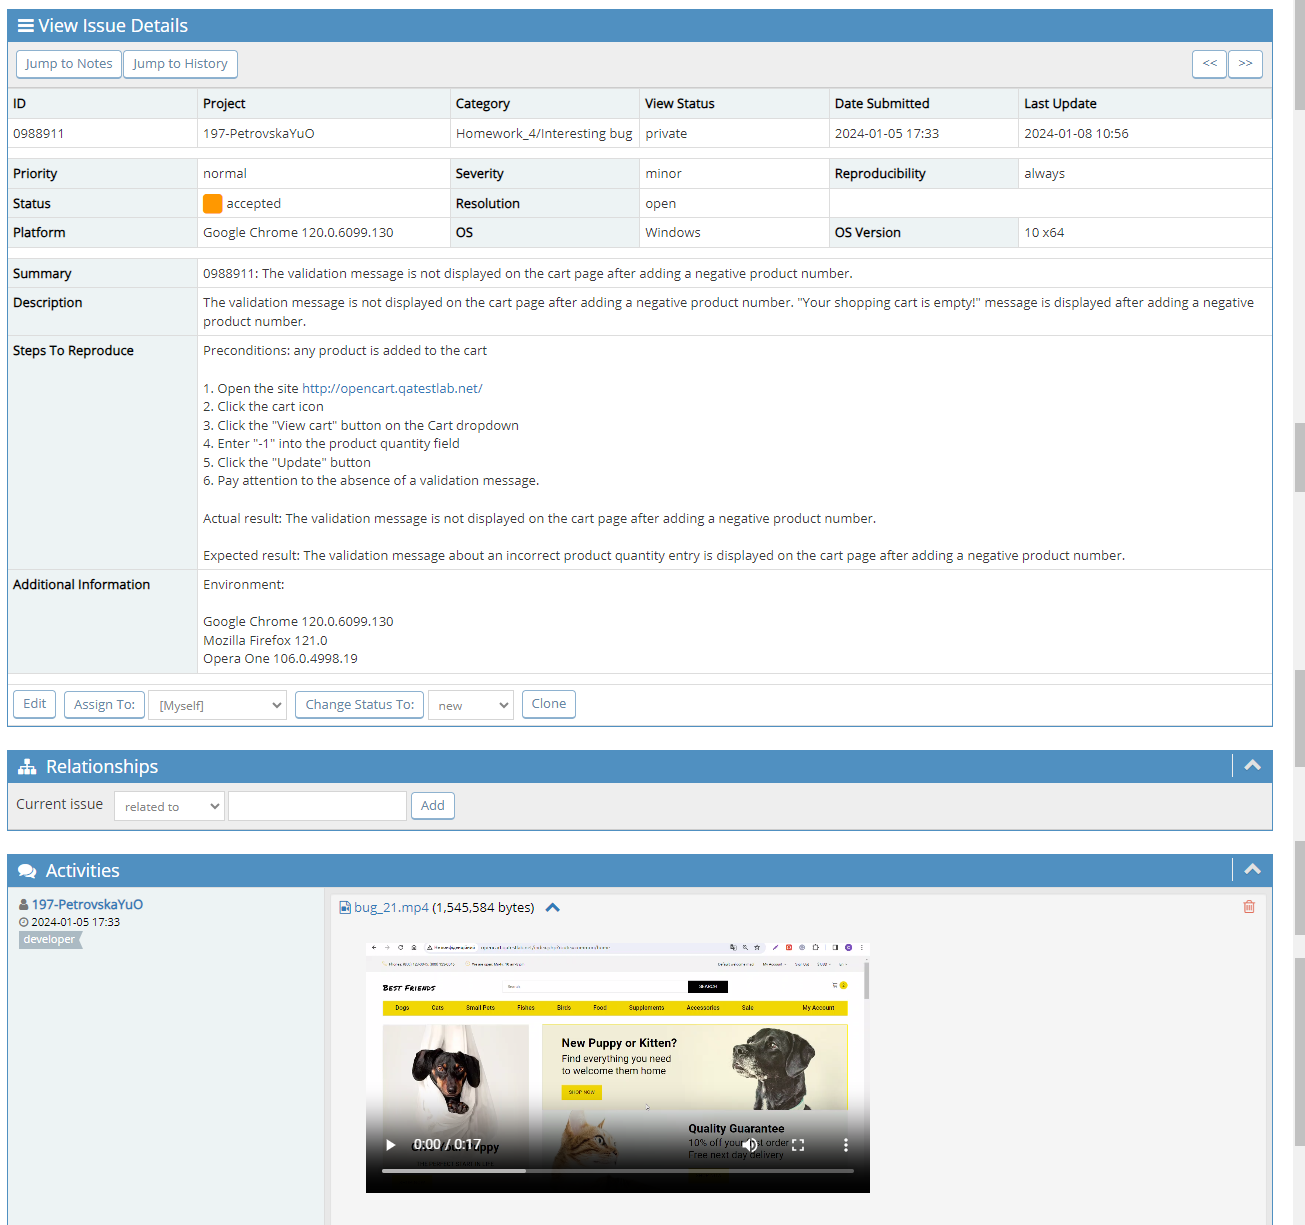 View Issue Details
Jump to Notes Jump to History << >>
ID Project Category View Status Date Submitted Last Update
0988911 197-PetrovskaYuO Homework_4/Interesting bug private 2024-01-05 17:33 2024-01-08 10:56
Priority normal Severity minor Reproducibility always
Status accepted Resolution open
Platform Google Chrome 120.0.6099.130 OS Windows OS Version 10 x64
Summary 0988911: The validation message is not displayed on the cart page after adding a negative product number.
Description The validation message is not displayed on the cart page after adding a negative product number. "Your shopping cart is empty!" message is displayed after adding a negative
product number.
Steps To Reproduce Preconditions: any product is added to the cart
1. Open the site http://opencart.qatestlab.net/
2. Click the cart icon
3. Click the "View cart" button on the Cart dropdown
4. Enter "-1" into the product quantity field
5. Click the "Update" button
6. Pay attention to the absence of a validation message.
Actual result: The validation message is not displayed on the cart page after adding a negative product number.
Expected result: The validation message about an incorrect product quantity entry is displayed on the cart page after adding a negative product number.
Additional Information Environment:
Google Chrome 120.0.6099.130
Mozilla Firefox 121.0
Opera One 106.0.4998.19
Edit Assign To: [Myself] Change Status To: new Clone
Relationships
Current issue related to Add
Activities
197-PetrovskaYuO
2024-01-05 17:33
developer
bug_21.mp4 (1,545,584 bytes)
BEST FRIENDS Search SEARCH
Dogs Cats Small Pets Fishes Birds Food Supplements Accessories Sale My Account
New Puppy or Kitten?
Find everything you need
to welcome them home
SHOP NOW
Quality Guarantee
10% off your order
Free next day delivery
0:00 / 0:17